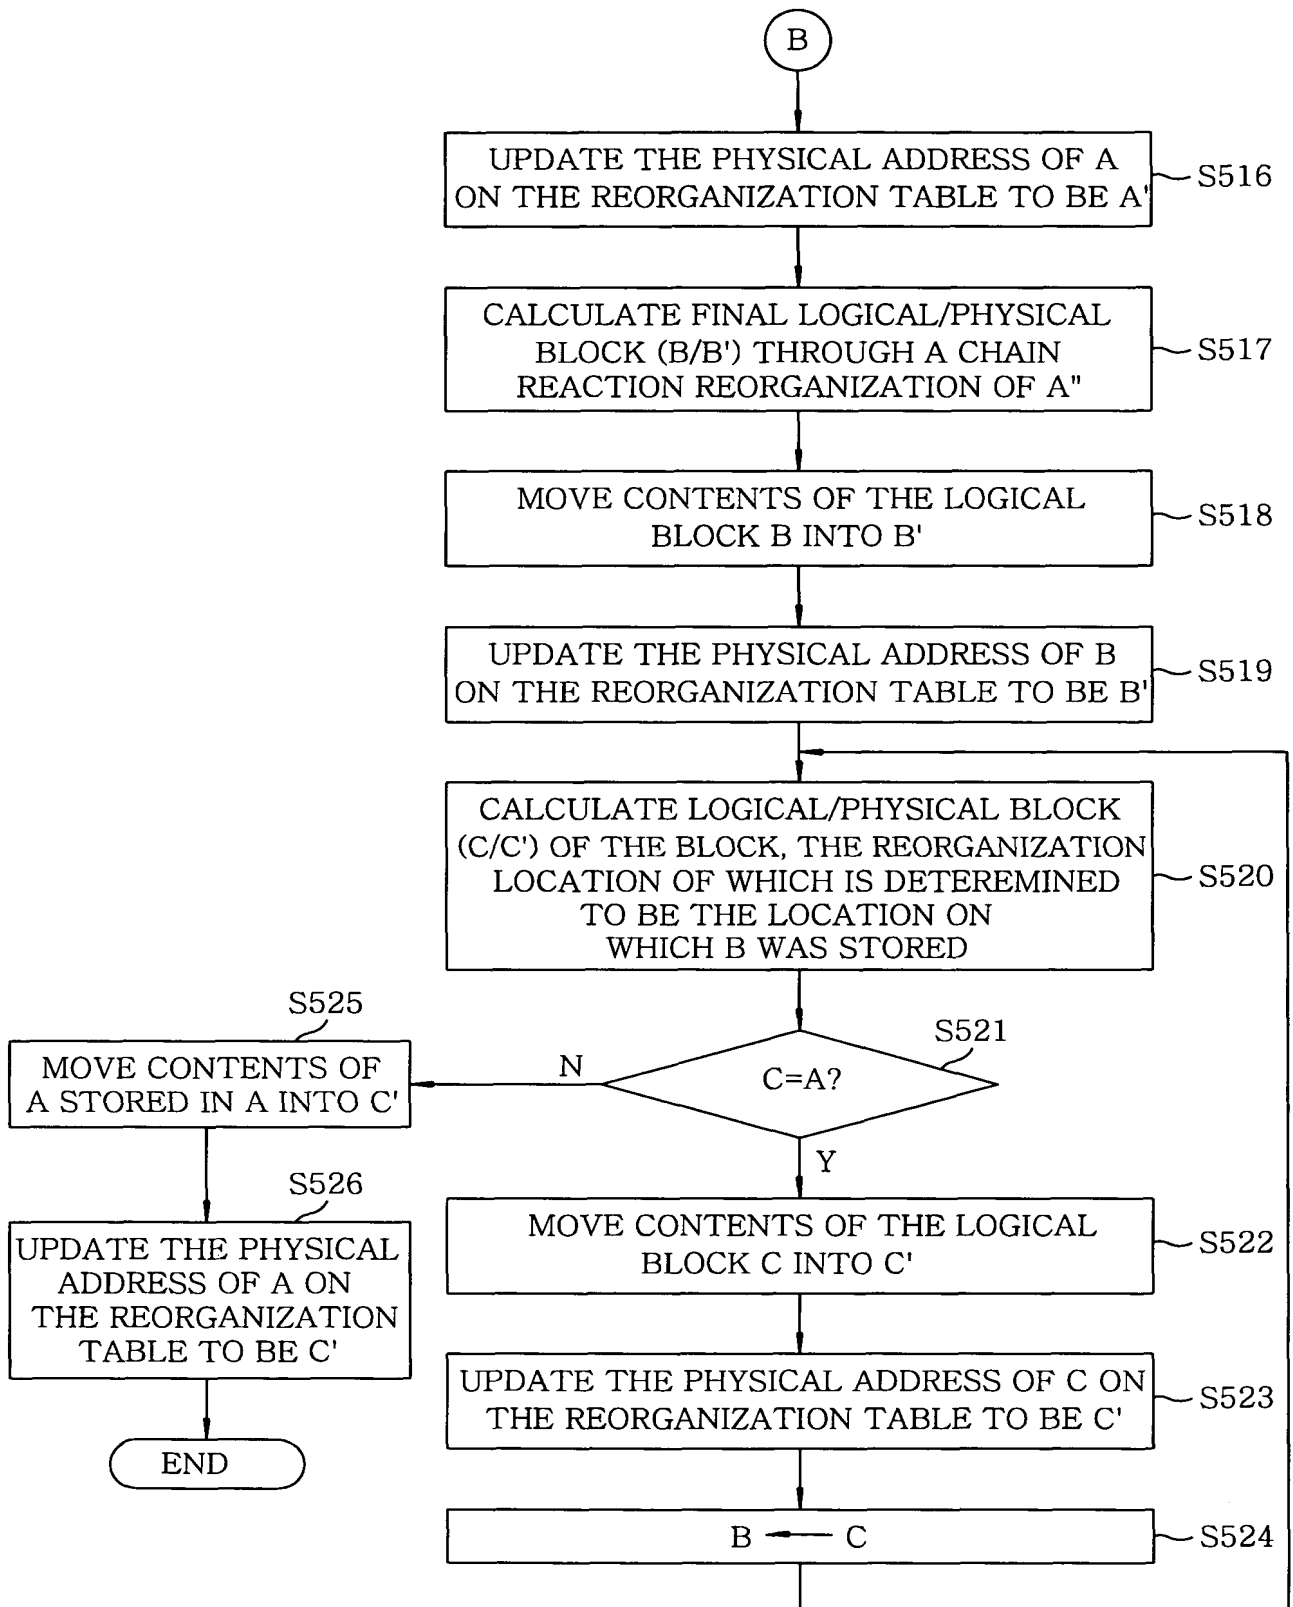 B
UPDATE THE PHYSICAL ADDRESS OF A
ON THE REORGANIZATION TABLE TO BE A'
S516
CALCULATE FINAL LOGICAL/PHYSICAL
BLOCK (B/B') THROUGH A CHAIN
REACTION REORGANIZATION OF A"
S517
MOVE CONTENTS OF THE LOGICAL
BLOCK B INTO B'
S518
UPDATE THE PHYSICAL ADDRESS OF B
ON THE REORGANIZATION TABLE TO BE B'
S519
CALCULATE LOGICAL/PHYSICAL BLOCK
(C/C') OF THE BLOCK, THE REORGANIZATION
LOCATION OF WHICH IS DETEREMINED
TO BE THE LOCATION ON
WHICH B WAS STORED
S520
S521
C=A?
N
Y
S525
MOVE CONTENTS OF
A STORED IN A INTO C'
S526
UPDATE THE PHYSICAL
ADDRESS OF A ON
THE REORGANIZATION
TABLE TO BE C'
END
MOVE CONTENTS OF THE LOGICAL
BLOCK C INTO C'
S522
UPDATE THE PHYSICAL ADDRESS OF C ON
THE REORGANIZATION TABLE TO BE C'
S523
B ← C
S524